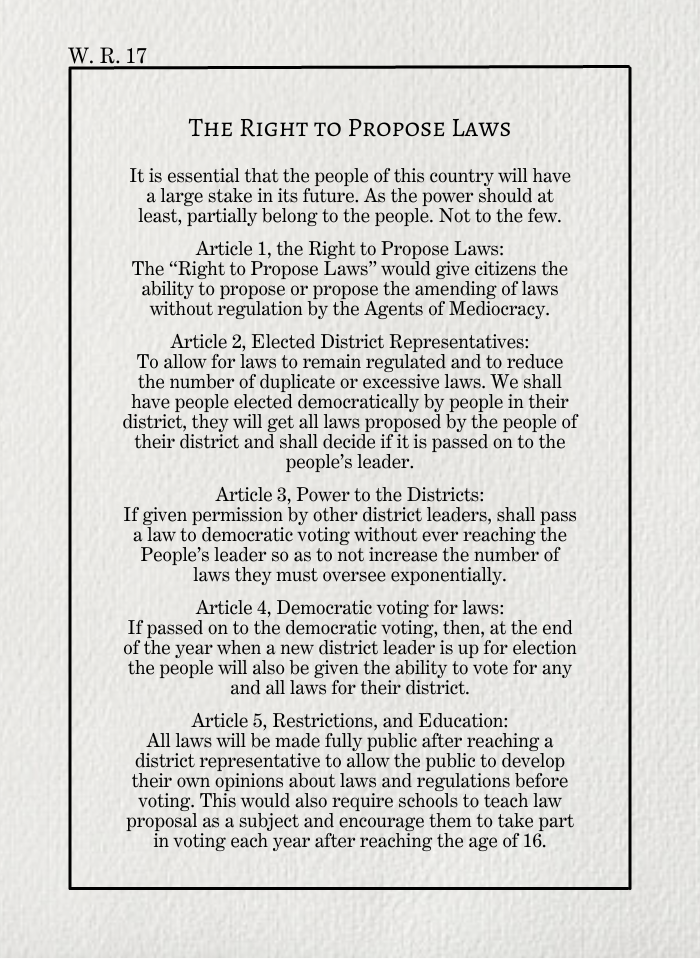 W. R. 17
The Right to Propose Laws
It is essential that the people of this country will have
a large stake in its future. As the power should at
least, partially belong to the people. Not to the few.
Article 1, the Right to Propose Laws:
The “Right to Propose Laws” would give citizens the
ability to propose or propose the amending of laws
without regulation by the Agents of Mediocracy.
Article 2, Elected District Representatives:
To allow for laws to remain regulated and to reduce
the number of duplicate or excessive laws. We shall
have people elected democratically by people in their
district, they will get all laws proposed by the people of
their district and shall decide if it is passed on to the
people’s leader.
Article 3, Power to the Districts:
If given permission by other district leaders, shall pass
a law to democratic voting without ever reaching the
People’s leader so as to not increase the number of
laws they must oversee exponentially.
Article 4, Democratic voting for laws:
If passed on to the democratic voting, then, at the end
of the year when a new district leader is up for election
the people will also be given the ability to vote for any
and all laws for their district.
Article 5, Restrictions, and Education:
All laws will be made fully public after reaching a
district representative to allow the public to develop
their own opinions about laws and regulations before
voting. This would also require schools to teach law
proposal as a subject and encourage them to take part
in voting each year after reaching the age of 16.